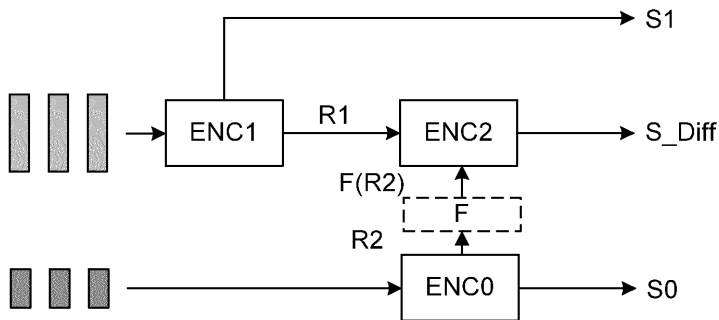 S1
ENC1
R1
ENC2
S_Diff
F(R2)
F
R2
ENC0
S0